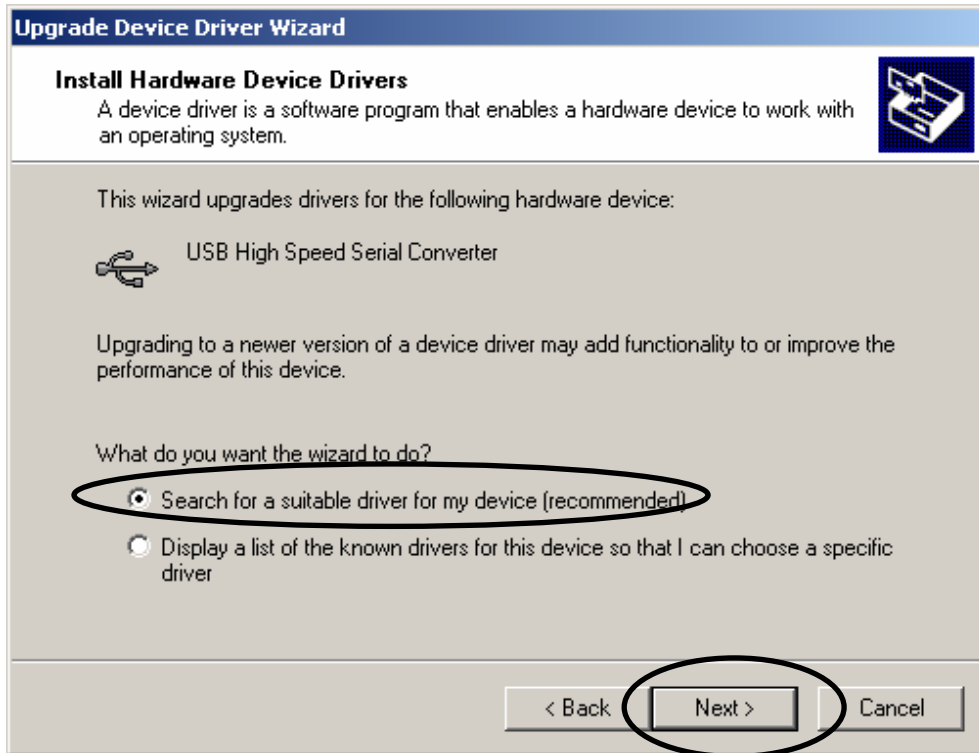 Upgrade Device Driver Wizard
Install Hardware Device Drivers
A device driver is a software program that enables a hardware device to work with
an operating system.
This wizard upgrades drivers for the following hardware device:
USB High Speed Serial Converter
Upgrading to a newer version of a device driver may add functionality to or improve the
performance of this device.
What do you want the wizard to do?
Search for a suitable driver for my device (recommended)
Display a list of the known drivers for this device so that I can choose a specific
driver
< Back Next > Cancel